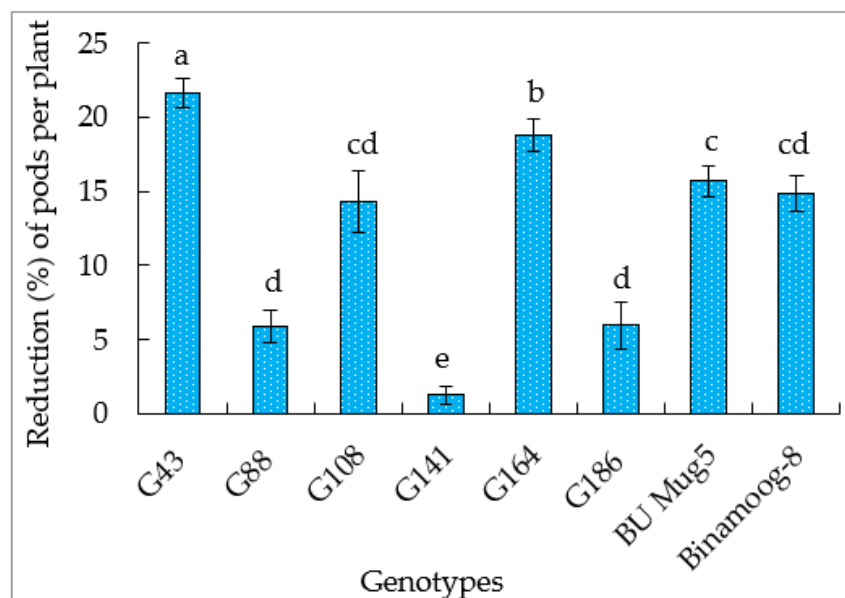 Reduction (%) of pods per plant
25
20
15
10
5
0
a
d
cd
e
b
d
c
cd
G43
G88
G108
G141
G164
G186
BU Mug5
Binamoog-8
Genotypes